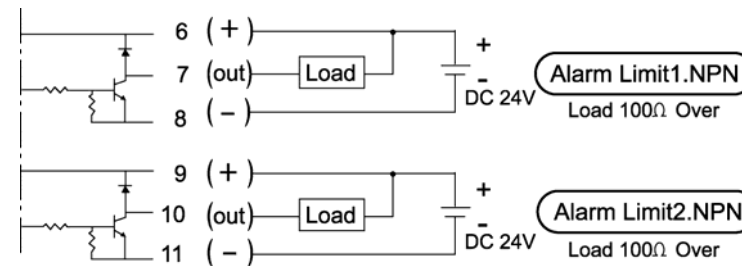 6 (+)
7 (out) Load
+
-
DC 24V
8 (-)
Alarm Limit1.NPN
Load 100Ω Over
9 (+)
10 (out) Load
+
-
DC 24V
11 (-)
Alarm Limit2.NPN
Load 100Ω Over